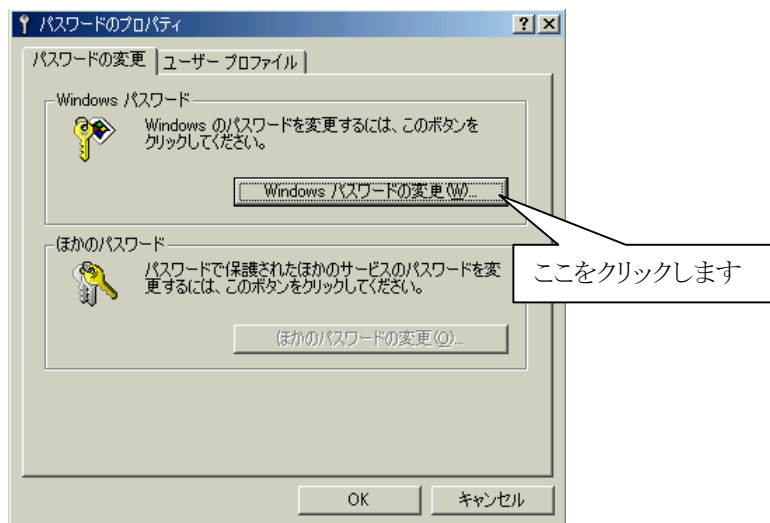 パスワードのプロパティ
パスワードの変更
ユーザー プロファイル
Windows パスワード
Windows のパスワードを変更するには、このボタンを
クリックしてください。
Windows パスワードの変更(W)...
ほかのパスワード
パスワードで保護されたほかのサービスのパスワードを変
更するには、このボタンをクリックしてください。
ほかのパスワードの変更(O)...
ここをクリックします
OK
キャンセル